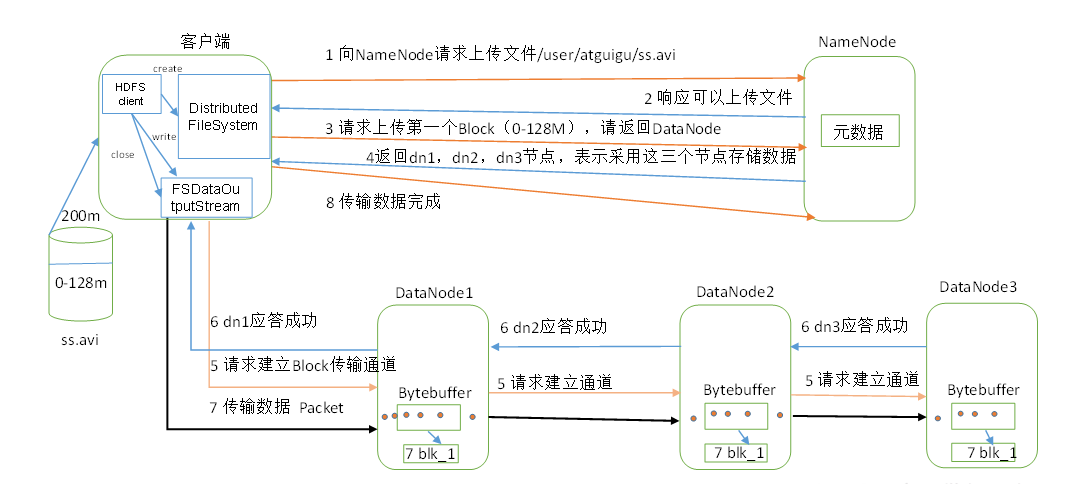 客户端
NameNode
1 向NameNode请求上传文件/user/atguigu/ss.avi
create
HDFS
client
Distributed
FileSystem
2 响应可以上传文件
3 请求上传第一个Block（0-128M），请返回DataNode
元数据
write
close
4返回dn1，dn2，dn3节点，表示采用这三个节点存储数据
FSDataOu
tputStream
8 传输数据完成
200m
0-128m
ss.avi
DataNode1
DataNode2
DataNode3
6 dn1应答成功
6 dn2应答成功
6 dn3应答成功
5 请求建立Block传输通道
5 请求建立通道
5 请求建立通道
7 传输数据 Packet
Bytebuffer
Bytebuffer
Bytebuffer
7 blk_1
7 blk_1
7 blk_1